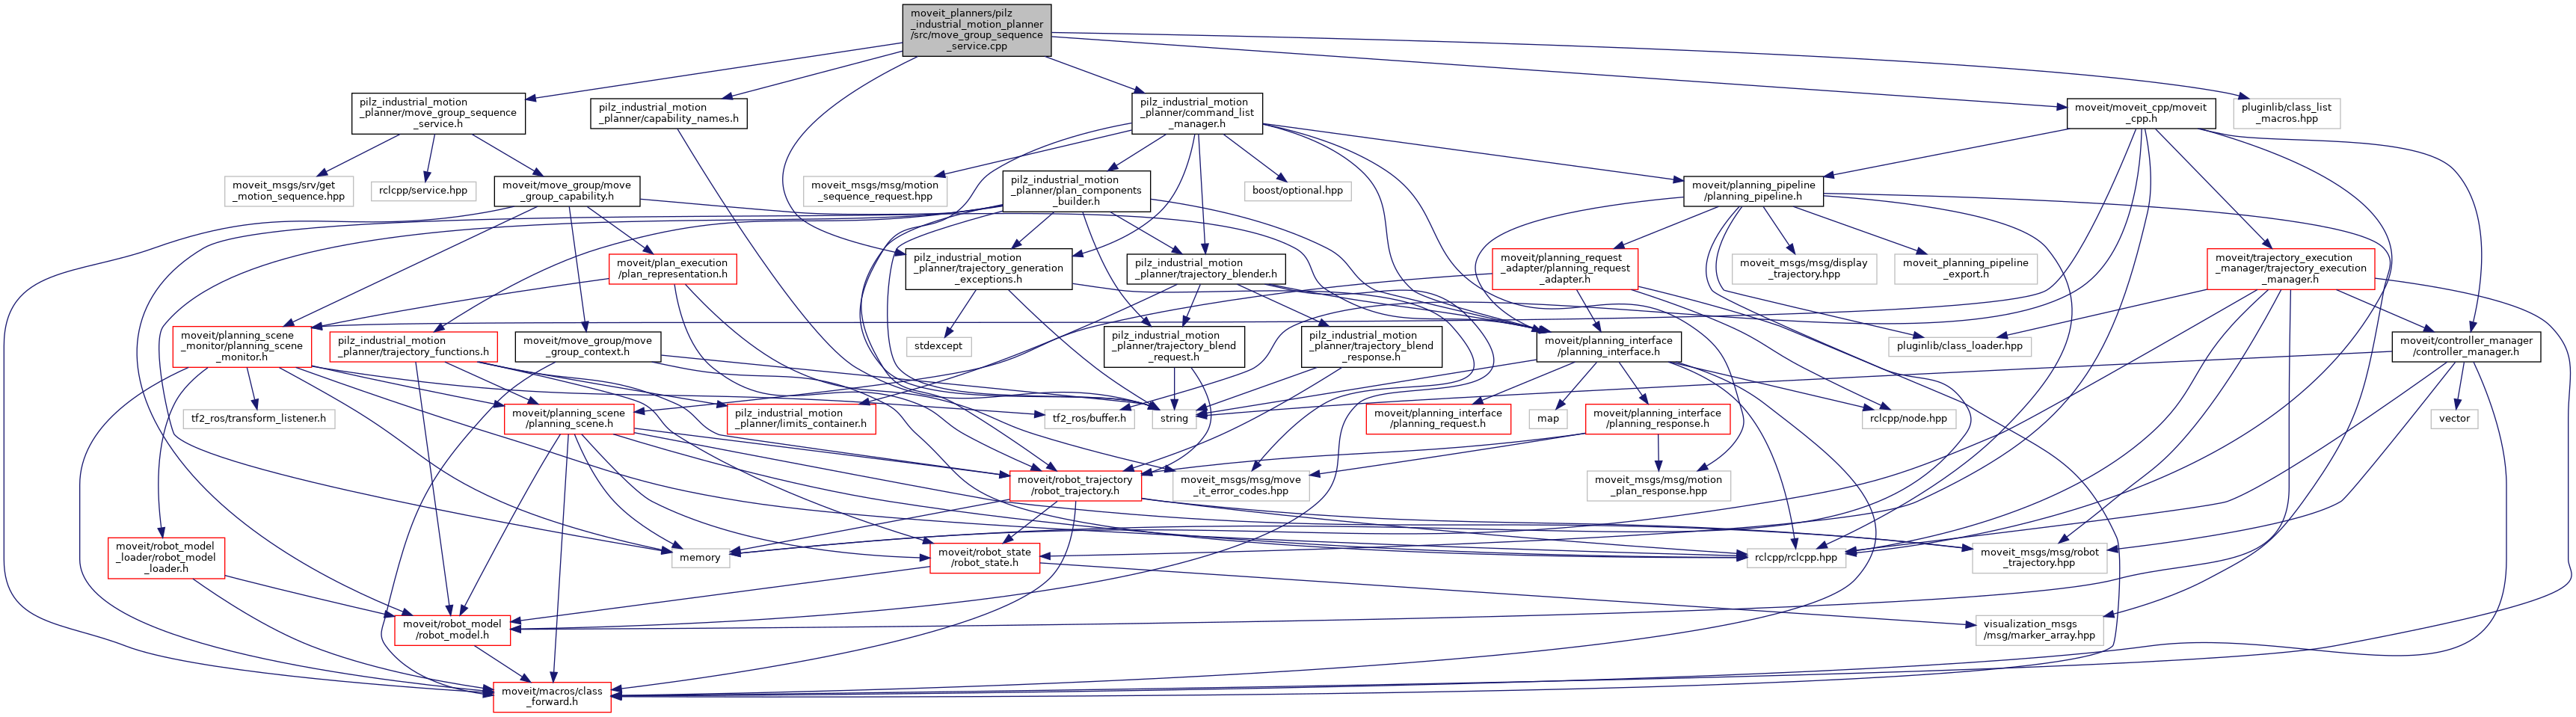 moveit_planners/pilz
_industrial_motion_planner
/src/move_group_sequence
_service.cpp
pilz_industrial_motion
_planner/move_group_sequence
_service.h
pilz_industrial_motion
_planner/capability_names.h
pilz_industrial_motion
_planner/command_list
_manager.h
moveit/moveit_cpp/moveit
_cpp.h
pluginlib/class_list
_macros.hpp
moveit_msgs/srv/get
_motion_sequence.hpp
rclcpp/service.hpp
moveit/move_group/move
_group_capability.h
moveit_msgs/msg/motion
_sequence_request.hpp
pilz_industrial_motion
_planner/plan_components
_builder.h
boost/optional.hpp
moveit/planning_pipeline
/planning_pipeline.h
moveit/plan_execution
/plan_representation.h
pilz_industrial_motion
_planner/trajectory_generation
_exceptions.h
pilz_industrial_motion
_planner/trajectory_blender.h
moveit/planning_request
_adapter/planning_request
_adapter.h
moveit_msgs/msg/display
_trajectory.hpp
moveit_planning_pipeline
_export.h
moveit/trajectory_execution
_manager/trajectory_execution
_manager.h
moveit/planning_scene
_monitor/planning_scene
_monitor.h
pilz_industrial_motion
_planner/trajectory_functions.h
moveit/move_group/move
_group_context.h
stdexcept
pilz_industrial_motion
_planner/trajectory_blend
_request.h
pilz_industrial_motion
_planner/trajectory_blend
_response.h
moveit/planning_interface
/planning_interface.h
pluginlib/class_loader.hpp
moveit/controller_manager
/controller_manager.h
tf2_ros/transform_listener.h
moveit/planning_scene
/planning_scene.h
pilz_industrial_motion
_planner/limits_container.h
tf2_ros/buffer.h
string
moveit/planning_interface
/planning_request.h
map
moveit/planning_interface
/planning_response.h
rclcpp/node.hpp
vector
moveit/robot_trajectory
/robot_trajectory.h
moveit_msgs/msg/move
_it_error_codes.hpp
moveit_msgs/msg/motion
_plan_response.hpp
moveit/robot_model
_loader/robot_model
_loader.h
memory
moveit/robot_state
/robot_state.h
rclcpp/rclcpp.hpp
moveit_msgs/msg/robot
_trajectory.hpp
moveit/robot_model
/robot_model.h
visualization_msgs
/msg/marker_array.hpp
moveit/macros/class
_forward.h